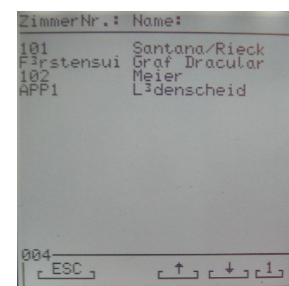 ZimmerNr.: Name:
101 Santana/Rieck
F³rstensui Graf Dracular
102 Meier
APP1 L³denscheid
004
ESC ↑ ↓ 1